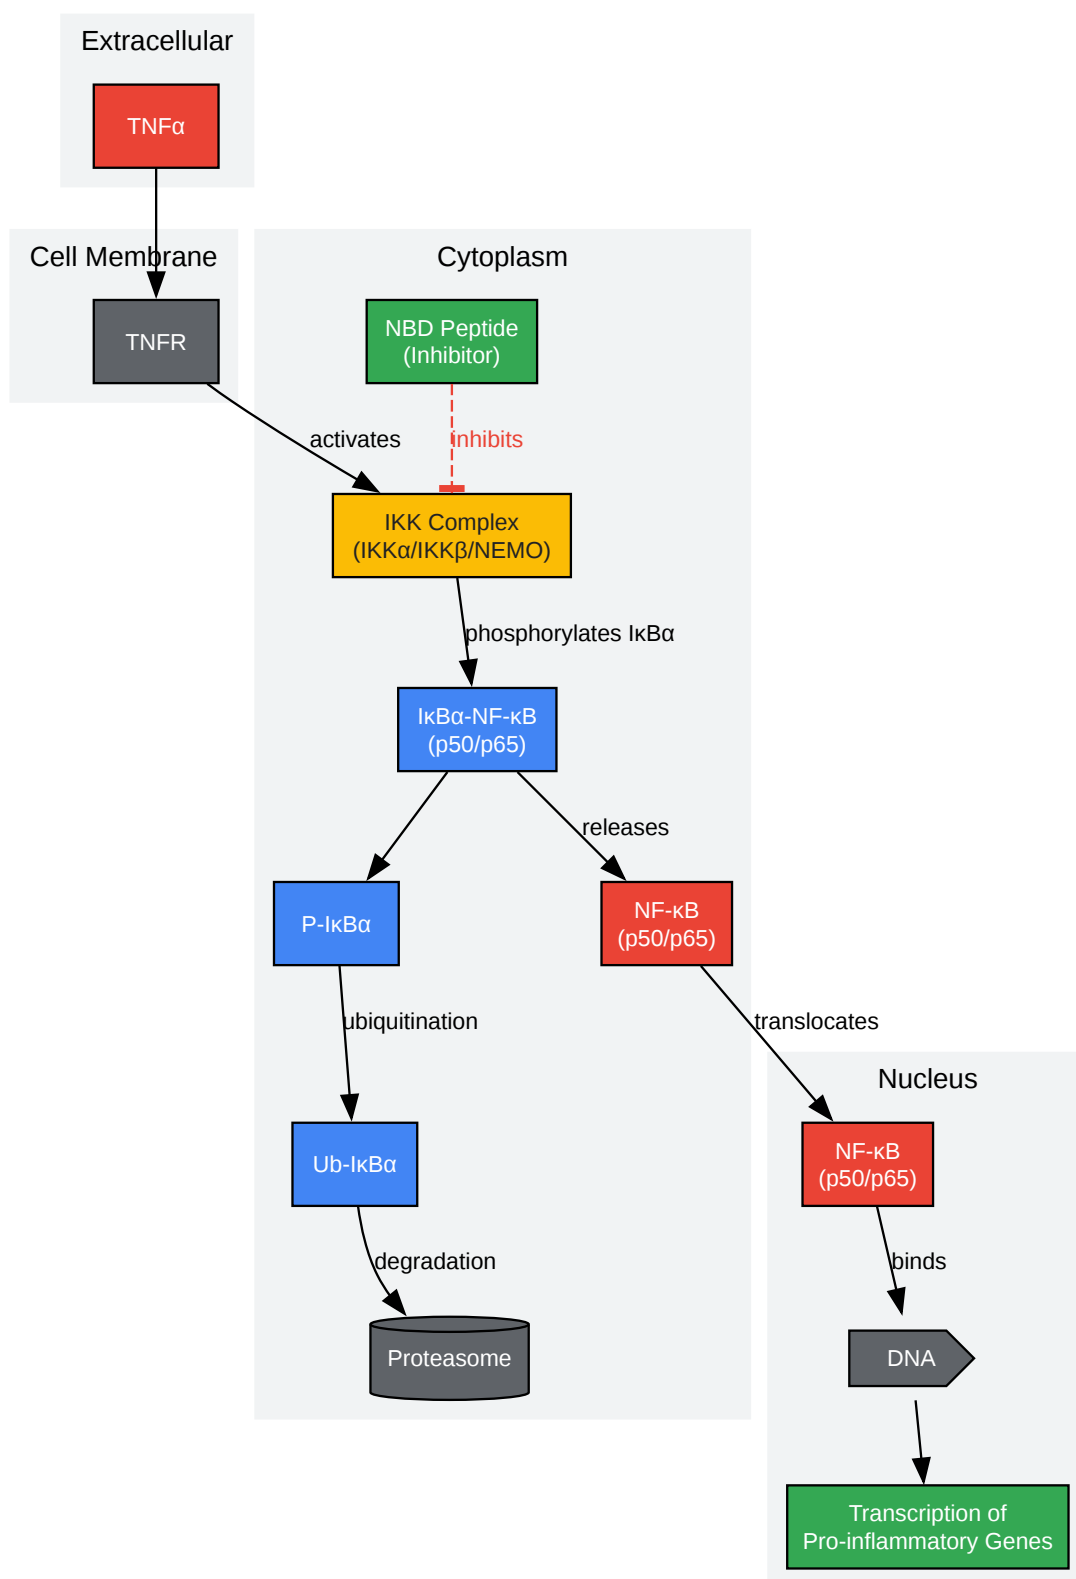 Extracellular
TNFα
Cell Membrane
Cytoplasm
TNFR
NBD Peptide
(Inhibitor)
activates
inhibits
IKK Complex
(IKKα/IKKβ/NEMO)
phosphorylates IκBα
IκBα-NF-κB
(p50/p65)
releases
P-IκBα
NF-κB
(p50/p65)
ubiquitination
translocates
Nucleus
Ub-IκBα
NF-κB
(p50/p65)
degradation
binds
Proteasome
DNA
Transcription of
Pro-inflammatory Genes